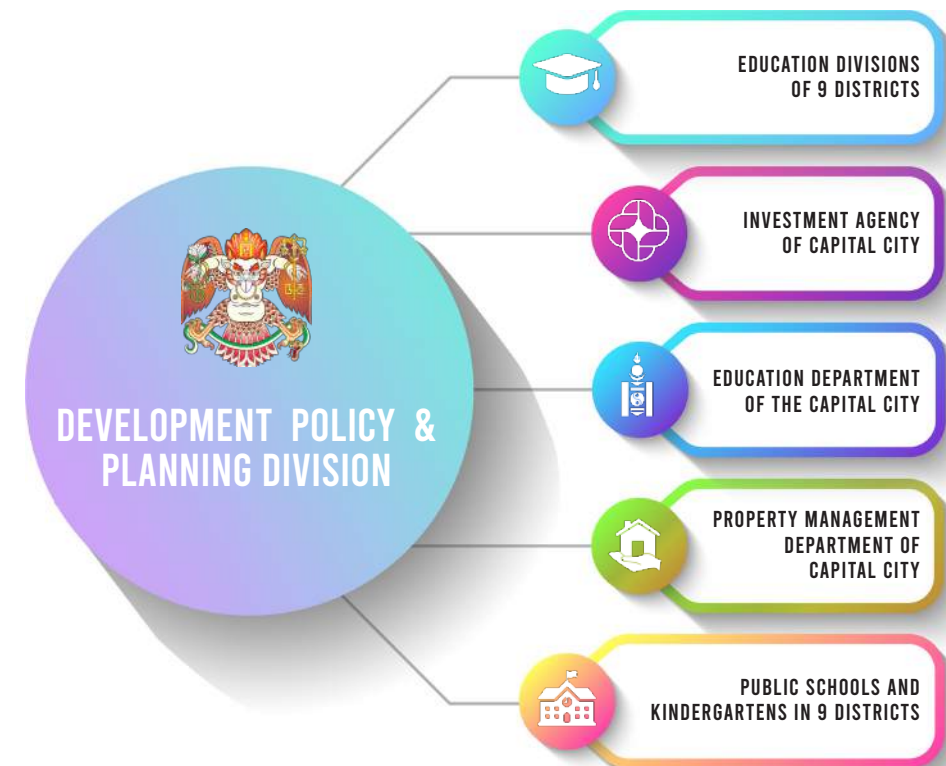 DEVELOPMENT POLICY &
PLANNING DIVISION
EDUCATION DIVISIONS
OF 9 DISTRICTS
INVESTMENT AGENCY
OF CAPITAL CITY
EDUCATION DEPARTMENT
OF THE CAPITAL CITY
PROPERTY MANAGEMENT
DEPARTMENT OF
CAPITAL CITY
PUBLIC SCHOOLS AND
KINDERGARTENS IN 9 DISTRICTS